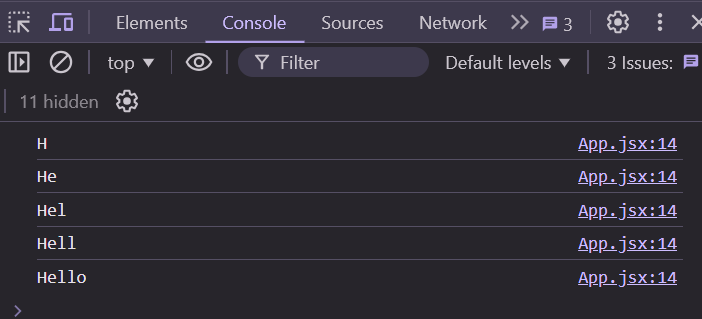 Elements Console Sources Network 3
top Filter Default levels 3 Issues:
11 hidden
H App.jsx:14
He App.jsx:14
Hel App.jsx:14
Hell App.jsx:14
Hello App.jsx:14